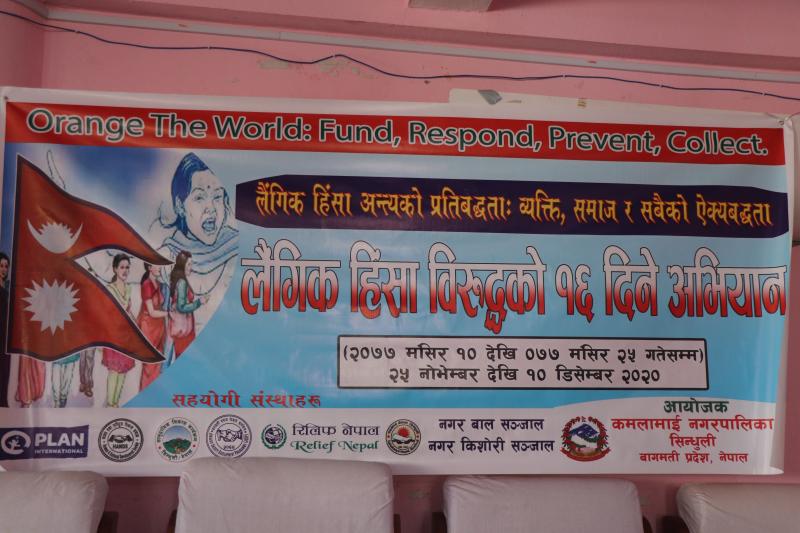 Orange The World: Fund, Respond, Prevent, Collect.
लैंगिक हिंसा अन्त्यको प्रतिबद्धताः व्यक्ति, समाज र सबैको ऐक्यबद्धता
लैंगिक हिंसा विरुद्धको १६ दिने अभियान
(२०७७ मंसिर १० देखि ०७७ मंसिर २५ गतेसम्म)
२५ नोभेम्बर देखि १० डिसेम्बर २०२०
सहयोगी संस्थाहरू
PLAN
INTERNATIONAL
रिलिफ नेपाल
Relief Nepal
नगर बाल सञ्जाल
नगर किशोरी सञ्जाल
आयोजक
कमलामाई नगरपालिका
सिन्धुली
बागमती प्रदेश, नेपाल